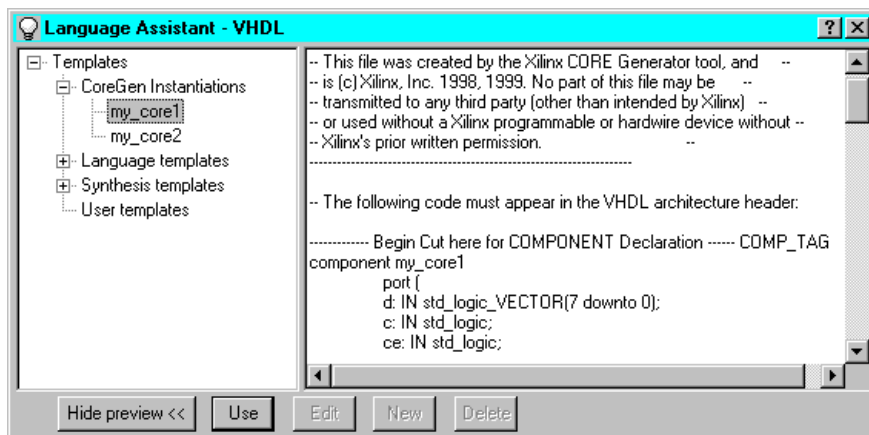 Language Assistant - VHDL
Templates
CoreGen Instantiations
my_core1
my_core2
Language templates
Synthesis templates
User templates
-- This file was created by the Xilinx CORE Generator tool, and --
-- is (c) Xilinx, Inc. 1998, 1999. No part of this file may be --
-- transmitted to any third party (other than intended by Xilinx) --
-- or used without a Xilinx programmable or hardwire device without --
-- Xilinx's prior written permission. --
----------------------------------------------------------------------
-- The following code must appear in the VHDL architecture header:
------------- Begin Cut here for COMPONENT Declaration ------ COMP_TAG
component my_core1
port (
d: IN std_logic_VECTOR(7 downto 0);
c: IN std_logic;
ce: IN std_logic;
Hide preview <<
Use
Edit
New
Delete